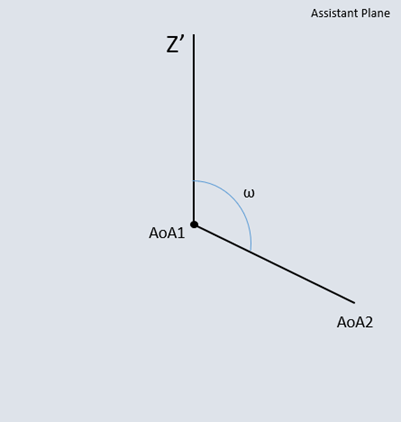 Assistant Plane
Z’
ω
AoA1
AoA2